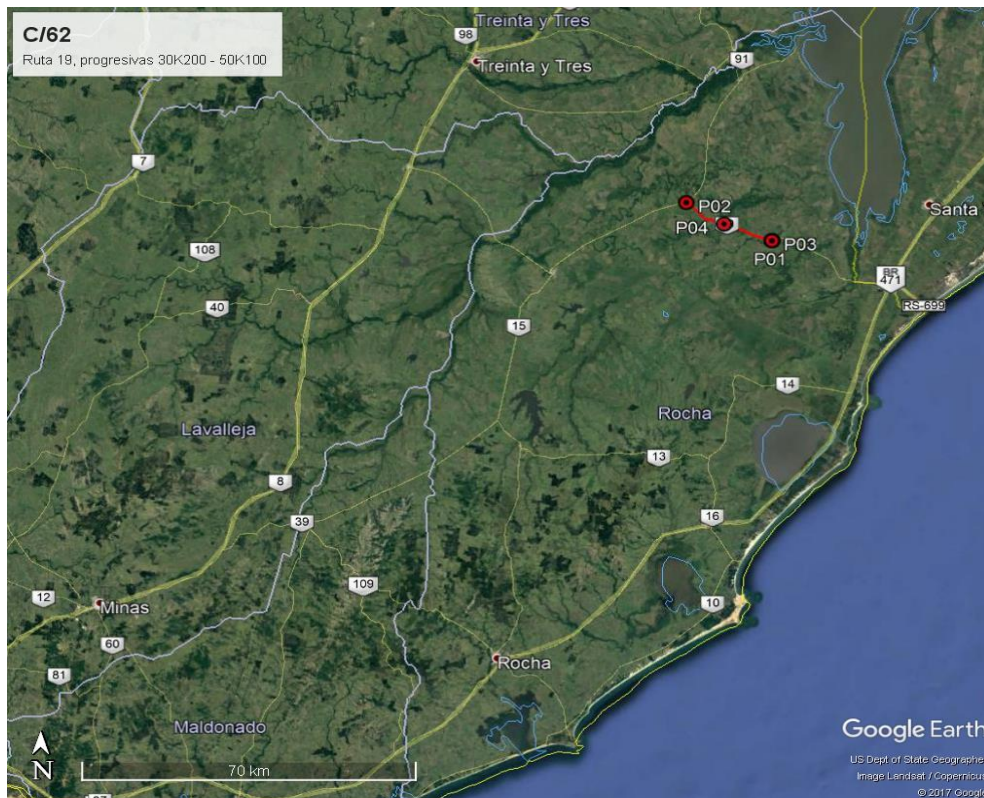 C/62
Ruta 19, progresivas 30K200 - 50K100
Treinta y Tres
98
Treinta y Tres
91
7
P02
Santa
P04
P03
P01
108
BR
471
40
RS-699
15
14
Rocha
Lavalleja
13
8
16
39
109
12
10
Minas
60
Rocha
81
Maldonado
Google Earth
N
70 km
US Dept of State Geographe
Image Landsat / Copernicus
© 2017 Google